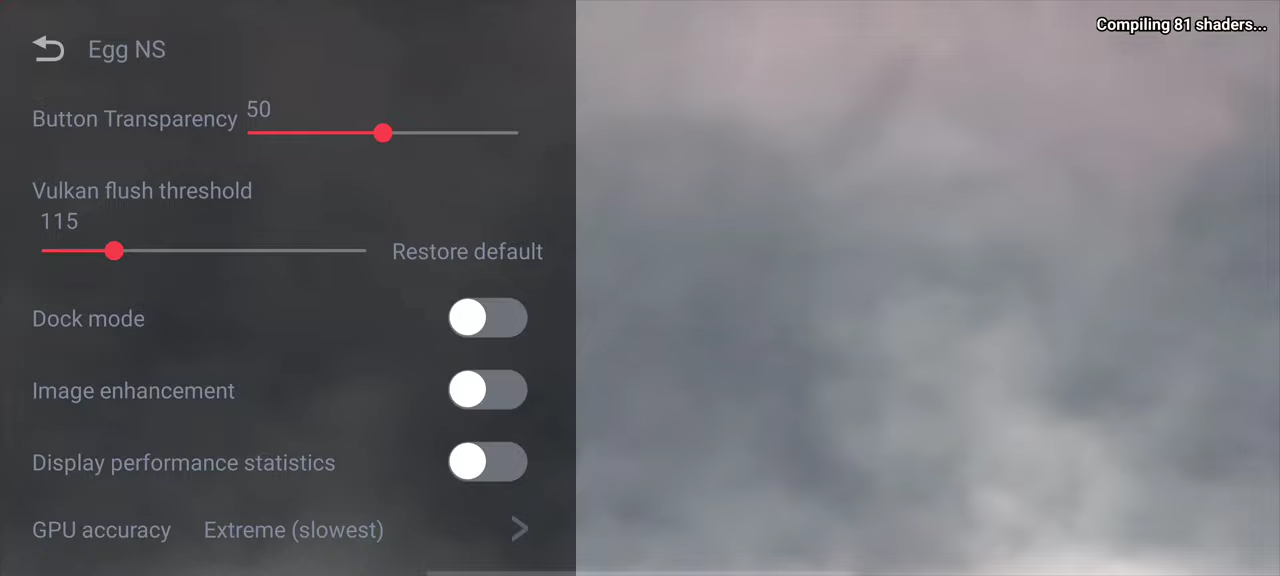 Egg NS
Compiling 81 shaders...
Button Transparency 50
Vulkan flush threshold
115
Restore default
Dock mode
Image enhancement
Display performance statistics
GPU accuracy Extreme (slowest)